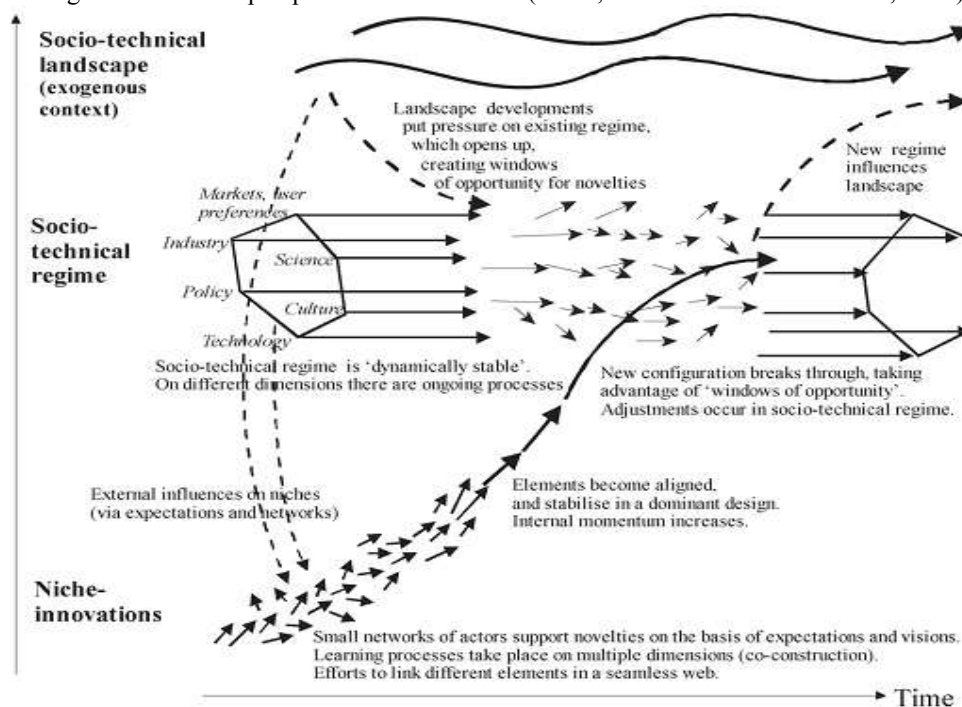 Socio-technical
landscape
(exogenous
context)
Landscape developments
put pressure on existing regime,
which opens up,
creating windows
of opportunity for novelties
New regime
influences
landscape
Markets, user
preferences
Industry
Science
Policy
Culture
Technology
Socio-
technical
regime
Socio-technical regime is ‘dynamically stable’.
On different dimensions there are ongoing processes
New configuration breaks through, taking
advantage of ‘windows of opportunity’.
Adjustments occur in socio-technical regime.
External influences on niches
(via expectations and networks)
Elements become aligned,
and stabilise in a dominant design.
Internal momentum increases.
Niche-
innovations
Small networks of actors support novelties on the basis of expectations and visions.
Learning processes take place on multiple dimensions (co-construction).
Efforts to link different elements in a seamless web.
Time